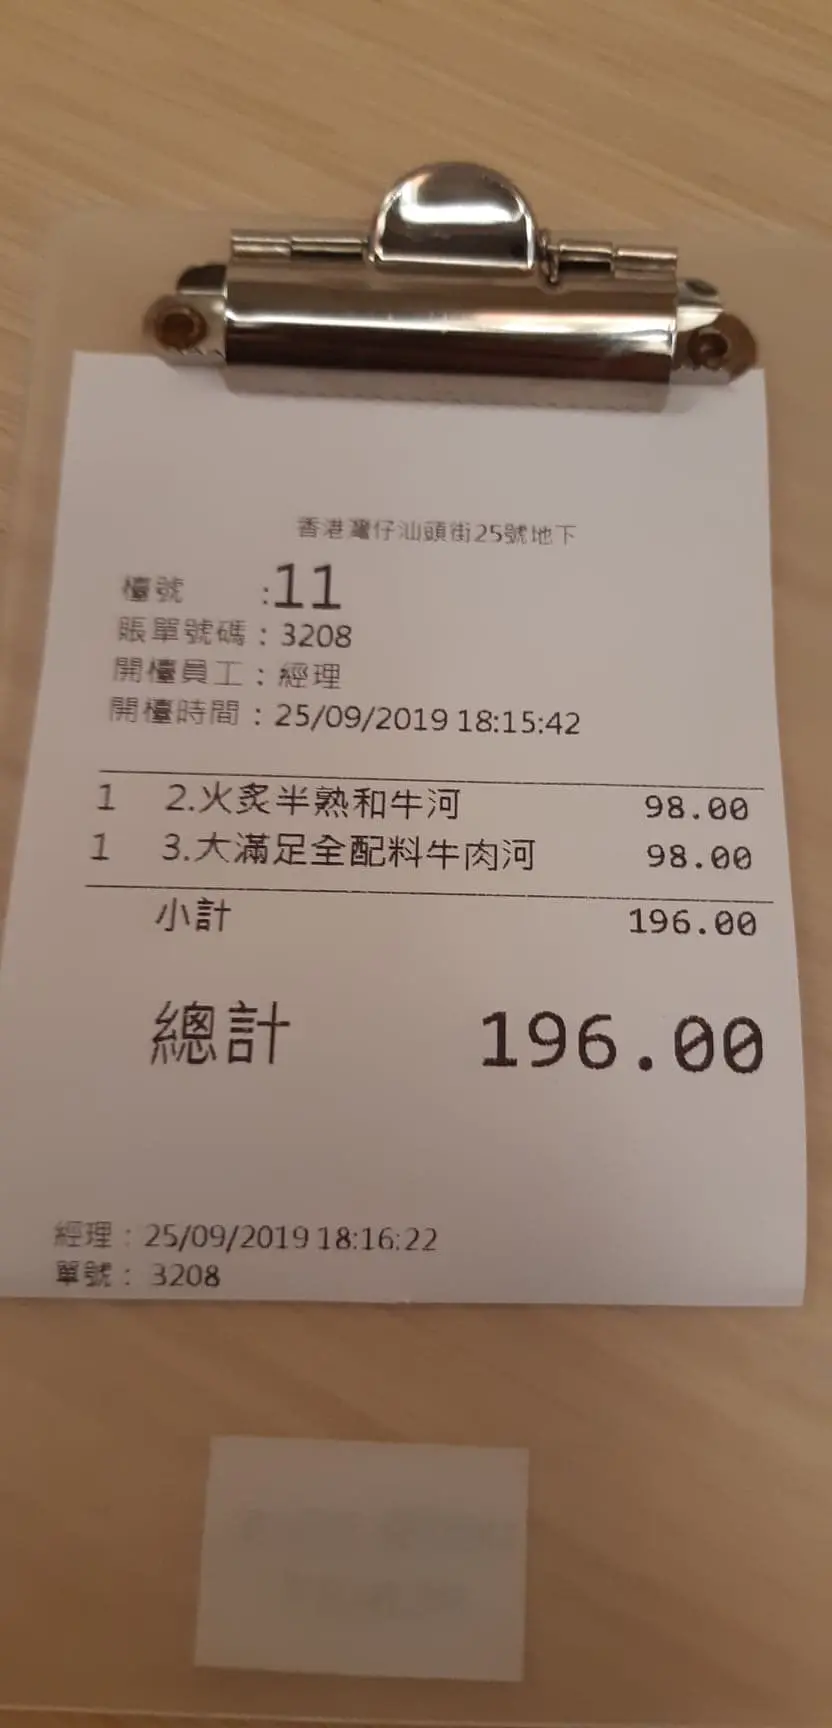 香港灣仔汕頭街25號地下
檯號 :11
賬單號碼：3208
開檯員工：經理
開檯時間：25/09/2019 18:15:42
1 2.火炙半熟和牛河 98.00
1 3.大滿足全配料牛肉河 98.00
小計 196.00
總計 196.00
經理：25/09/2019 18:16:22
單號： 3208